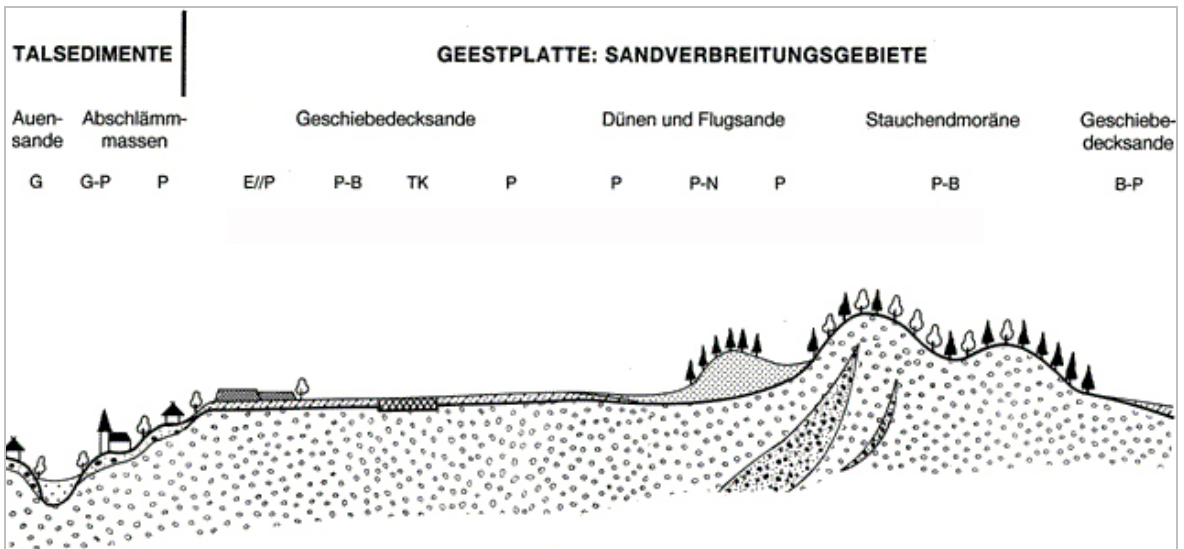 TALSEDIMENTE
GEESTPLATTE: SANDVERBREITUNGSGEBIETE
Auen-
sande
Abschlämm-
massen
Geschiebedecksande
Dünen und Flugsande
Stauchendmoräne
Geschiebe-
decksande
G G-P P E//P P-B TK P P P-N P P-B B-P